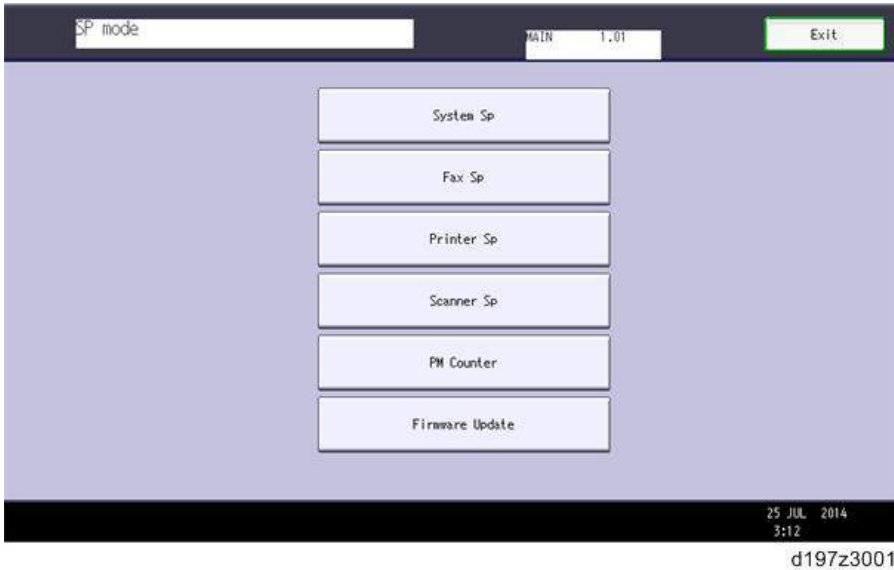 SP mode
MAIN 1.01
Exit
System Sp
Fax Sp
Printer Sp
Scanner Sp
PM Counter
Firmware Update
25 JUL 2014
3:12
d197z3001